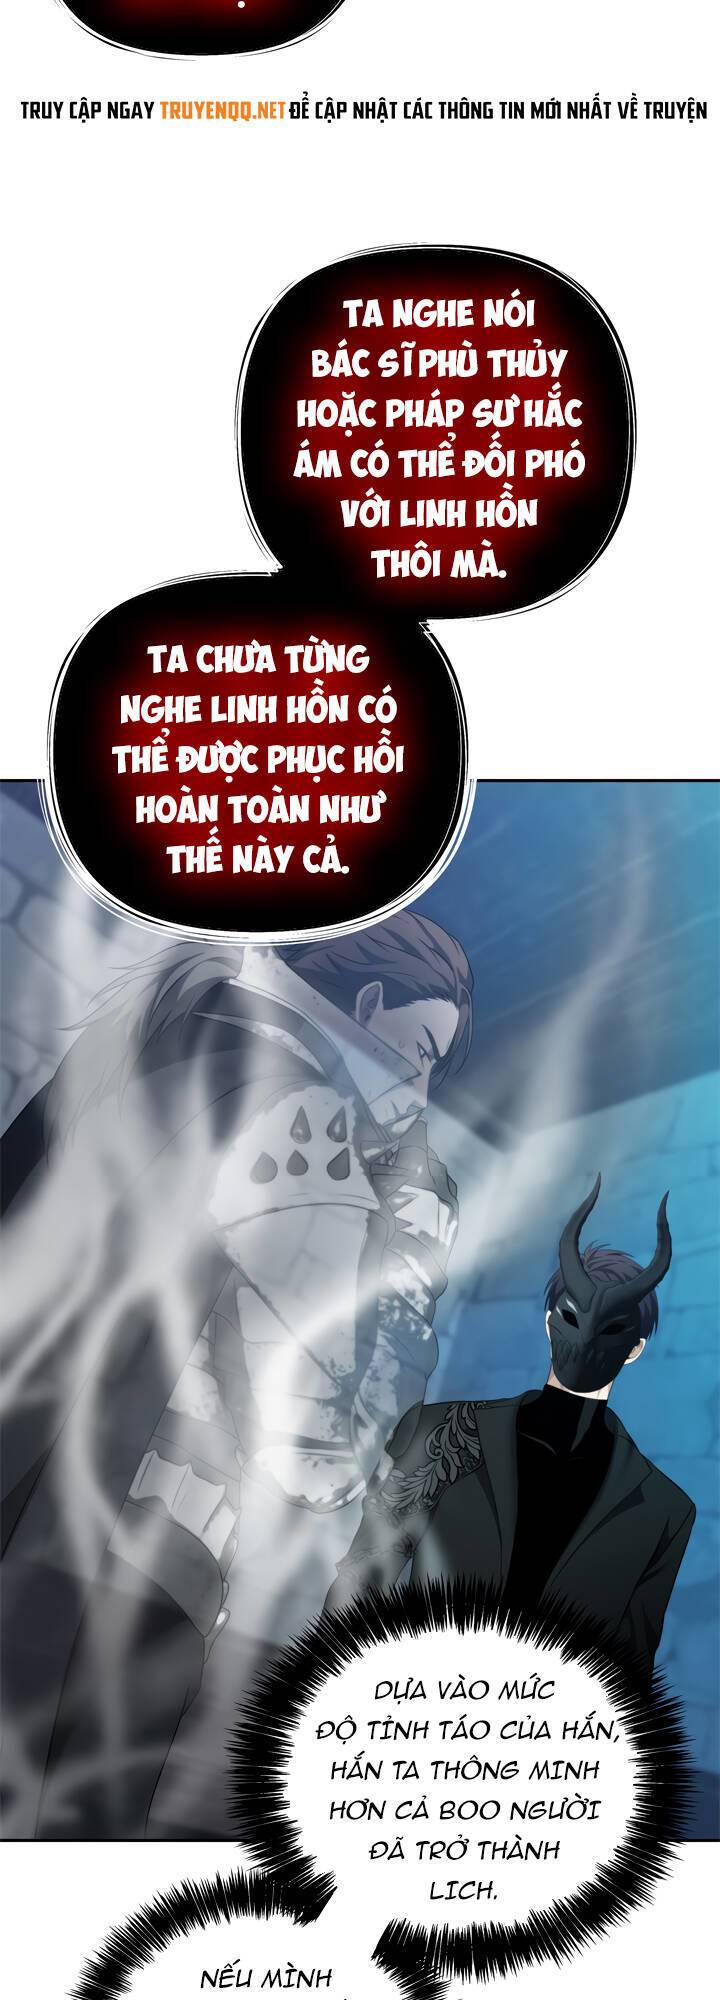 TRUY CẬP NGAY TRUYENQQ.NET ĐỂ CẬP NHẬT CÁC THÔNG TIN MỚI NHẤT VỀ TRUYỆN
TA NGHE NÓI
BÁC SĨ PHÙ THỦY
HOẶC PHÁP SƯ HẮC
ÁM CÓ THỂ ĐỐI PHÓ
VỚI LINH HỒN
THÔI MÀ.
TA CHƯA TỪNG
NGHE LINH HỒN CÓ
THỂ ĐƯỢC PHỤC HỒI
HOÀN TOÀN NHƯ
THẾ NÀY CẢ.
DỰA VÀO MỨC
ĐỘ TỈNH TÁO CỦA HẮN,
HẮN TA THÔNG MINH
HƠN CẢ BOO NGƯỜI
ĐÃ TRỞ THÀNH
LICH.
NẾU MÌNH